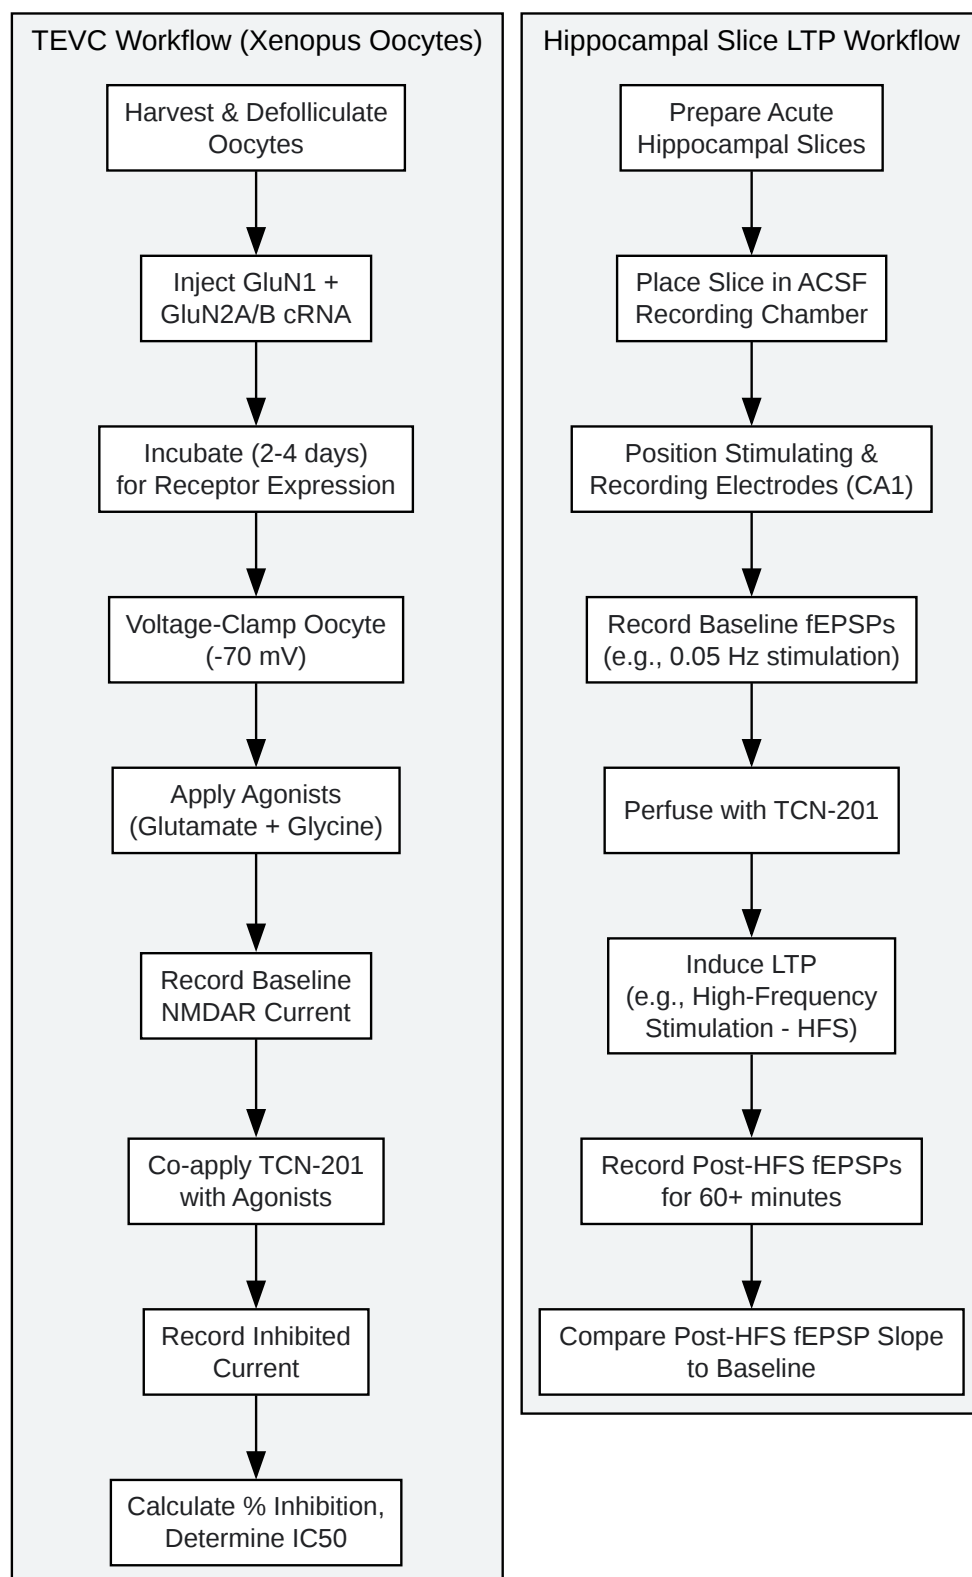 TEVC Workflow (Xenopus Oocytes)
Harvest & Defolliculate
Oocytes
Inject GluN1 +
GluN2A/B cRNA
Incubate (2-4 days)
for Receptor Expression
Voltage-Clamp Oocyte
(-70 mV)
Apply Agonists
(Glutamate + Glycine)
Record Baseline
NMDAR Current
Co-apply TCN-201
with Agonists
Record Inhibited
Current
Calculate % Inhibition,
Determine IC50
Hippocampal Slice LTP Workflow
Prepare Acute
Hippocampal Slices
Place Slice in ACSF
Recording Chamber
Position Stimulating &
Recording Electrodes (CA1)
Record Baseline fEPSPs
(e.g., 0.05 Hz stimulation)
Perfuse with TCN-201
Induce LTP
(e.g., High-Frequency
Stimulation - HFS)
Record Post-HFS fEPSPs
for 60+ minutes
Compare Post-HFS fEPSP Slope
to Baseline